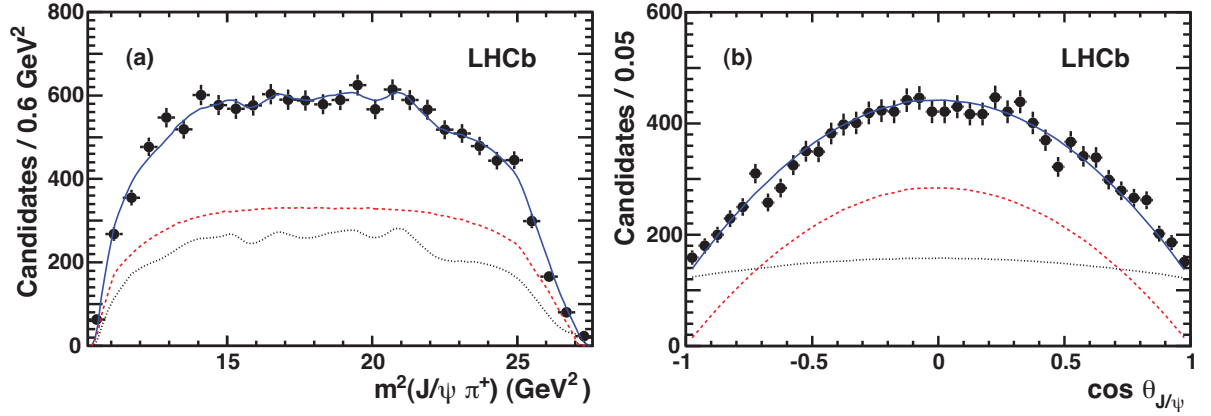 (a)
LHCb
Candidates / 0.6 GeV²
800
600
400
200
0
15
20
25
m²(J/ψ π⁺) (GeV²)
(b)
LHCb
Candidates / 0.05
600
400
200
0
-1
-0.5
0
0.5
1
cos θ_J/ψ